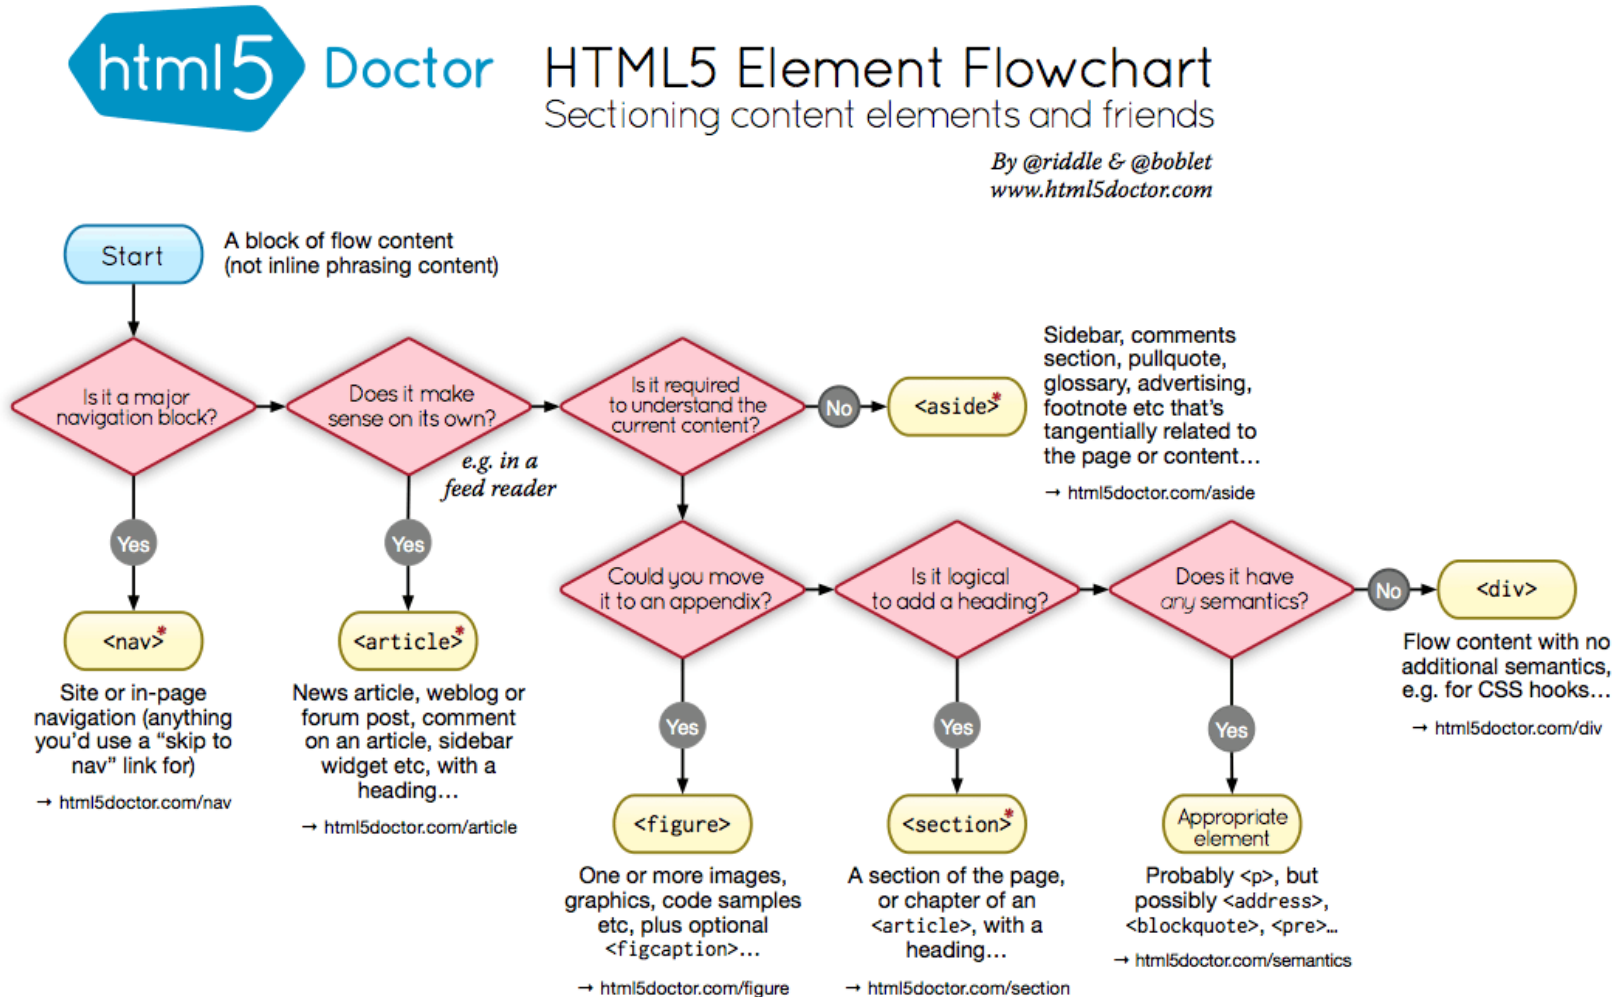 html5 Doctor
HTML5 Element Flowchart
Sectioning content elements and friends
By @riddle & @boblet
www.html5doctor.com
Start
A block of flow content
(not inline phrasing content)
Is it a major
navigation block?
Does it make
sense on its own?
e.g. in a
feed reader
Is it required
to understand the
current content?
No
<aside>*
Sidebar, comments
section, pullquote,
glossary, advertising,
footnote etc that's
tangentially related to
the page or content…
→ html5doctor.com/aside
Yes
<nav>*
Site or in-page
navigation (anything
you'd use a “skip to
nav” link for)
→ html5doctor.com/nav
Yes
<article>*
News article, weblog or
forum post, comment
on an article, sidebar
widget etc, with a
heading…
→ html5doctor.com/article
Could you move
it to an appendix?
Is it logical
to add a heading?
Does it have
any semantics?
No
<div>
Flow content with no
additional semantics,
e.g. for CSS hooks…
→ html5doctor.com/div
Yes
<figure>
One or more images,
graphics, code samples
etc, plus optional
<figcaption>…
→ html5doctor.com/figure
Yes
<section>*
A section of the page,
or chapter of an
<article>, with a
heading…
→ html5doctor.com/section
Yes
Appropriate
element
Probably <p>, but
possibly <address>,
<blockquote>, <pre>…
→ html5doctor.com/semantics